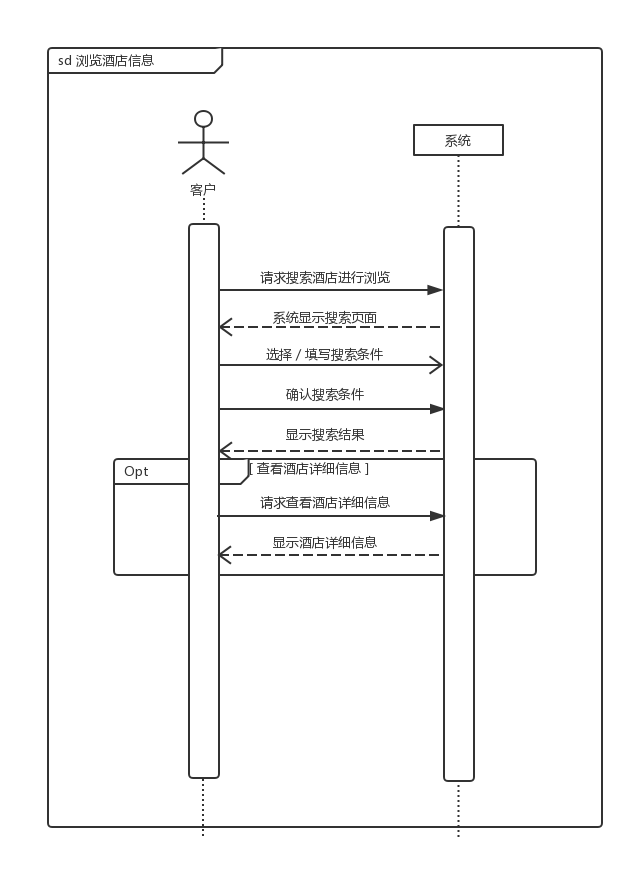 sd 浏览酒店信息
系统
客户
请求搜索酒店进行浏览
系统显示搜索页面
选择 / 填写搜索条件
确认搜索条件
显示搜索结果
Opt
[ 查看酒店详细信息 ]
请求查看酒店详细信息
显示酒店详细信息